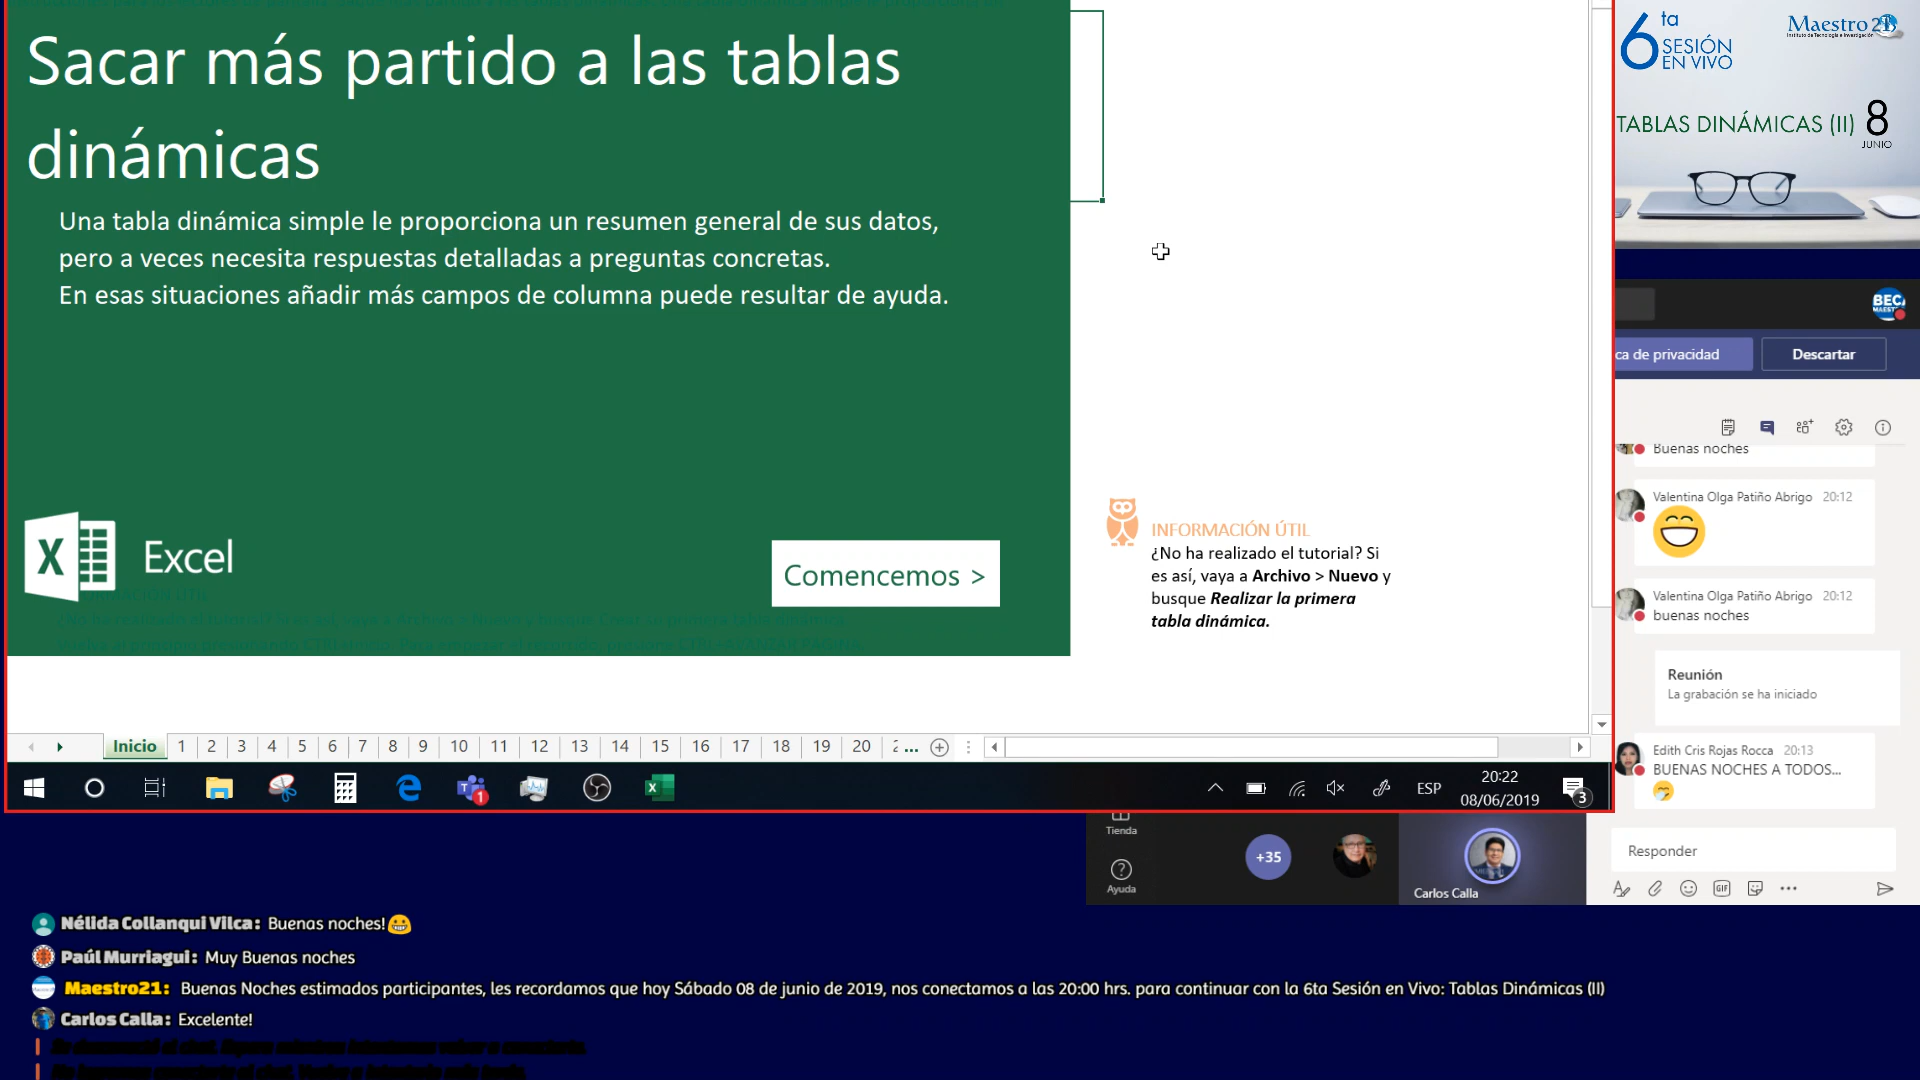 Sacar más partido a las tablas
dinámicas
Una tabla dinámica simple le proporciona un resumen general de sus datos,
pero a veces necesita respuestas detalladas a preguntas concretas.
En esas situaciones añadir más campos de columna puede resultar de ayuda.
X
Excel
Comencemos >
INFORMACIÓN ÚTIL
¿No ha realizado el tutorial? Si
es así, vaya a Archivo > Nuevo y
busque Realizar la primera
tabla dinámica.
Inicio 1 2 3 4 5 6 7 8 9 10 11 12 13 14 15 16 17 18 19 20 ...
1
ESP
20:22
08/06/2019
3
6ta
SESIÓN
EN VIVO
Maestro 21
TABLAS DINÁMICAS (II) 8
JUNIO
BECA
ca de privacidad
Descartar
Buenas noches
Valentina Olga Patiño Abrigo 20:12
Valentina Olga Patiño Abrigo 20:12
buenas noches
Reunión
La grabación se ha iniciado
Edith Cris Rojas Rocca 20:13
BUENAS NOCHES A TODOS...
Responder
GIF
Tienda
Ayuda
+35
Carlos Calla
Nélida Collanqui Vilca: Buenas noches!
Paúl Murriagui: Muy Buenas noches
Maestro21: Buenas Noches estimados participantes, les recordamos que hoy Sábado 08 de junio de 2019, nos conectamos a las 20:00 hrs. para continuar con la 6ta Sesión en Vivo: Tablas Dinámicas (II)
Carlos Calla: Excelente!